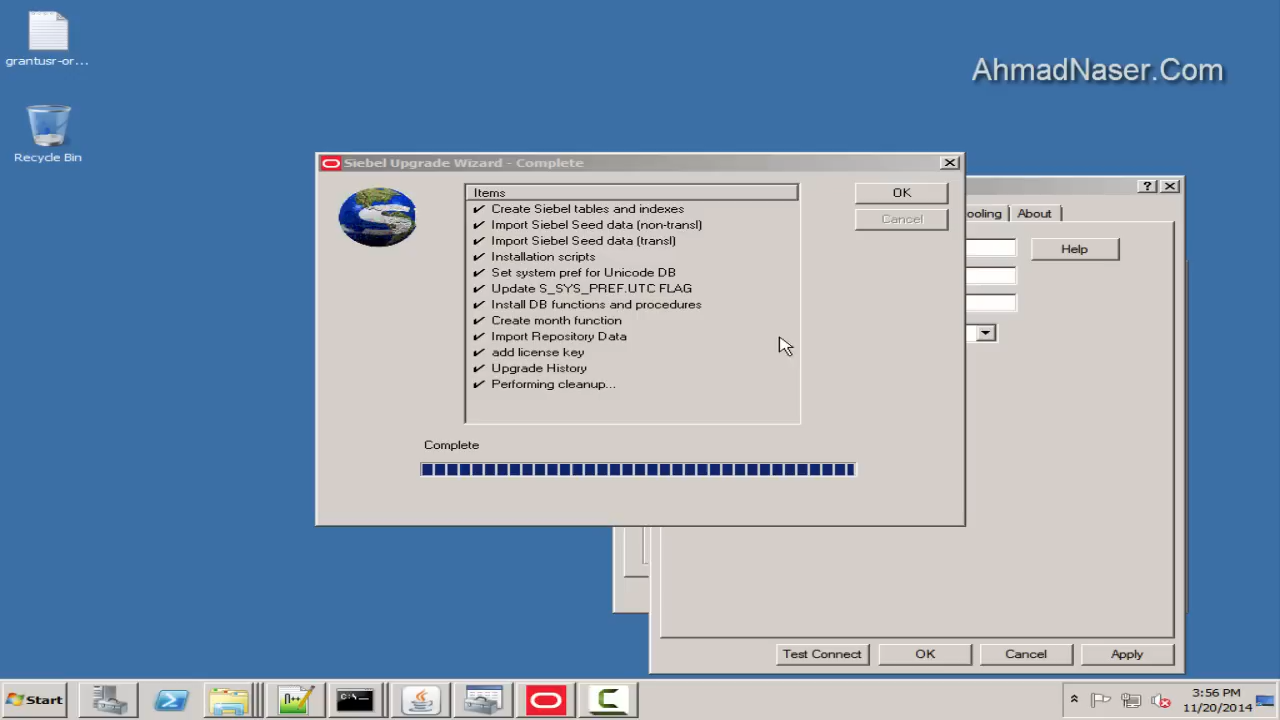 grantusr-or...
Recycle Bin
AhmadNaser.Com
Siebel Upgrade Wizard - Complete
Items
Create Siebel tables and indexes
Import Siebel Seed data (non-transl)
Import Siebel Seed data (transl)
Installation scripts
Set system pref for Unicode DB
Update S_SYS_PREF.UTC FLAG
Install DB functions and procedures
Create month function
Import Repository Data
add license key
Upgrade History
Performing cleanup...
OK
Cancel
Complete
ooling
About
Help
Test Connect
OK
Cancel
Apply
Start
C:\_
3:56 PM
11/20/2014